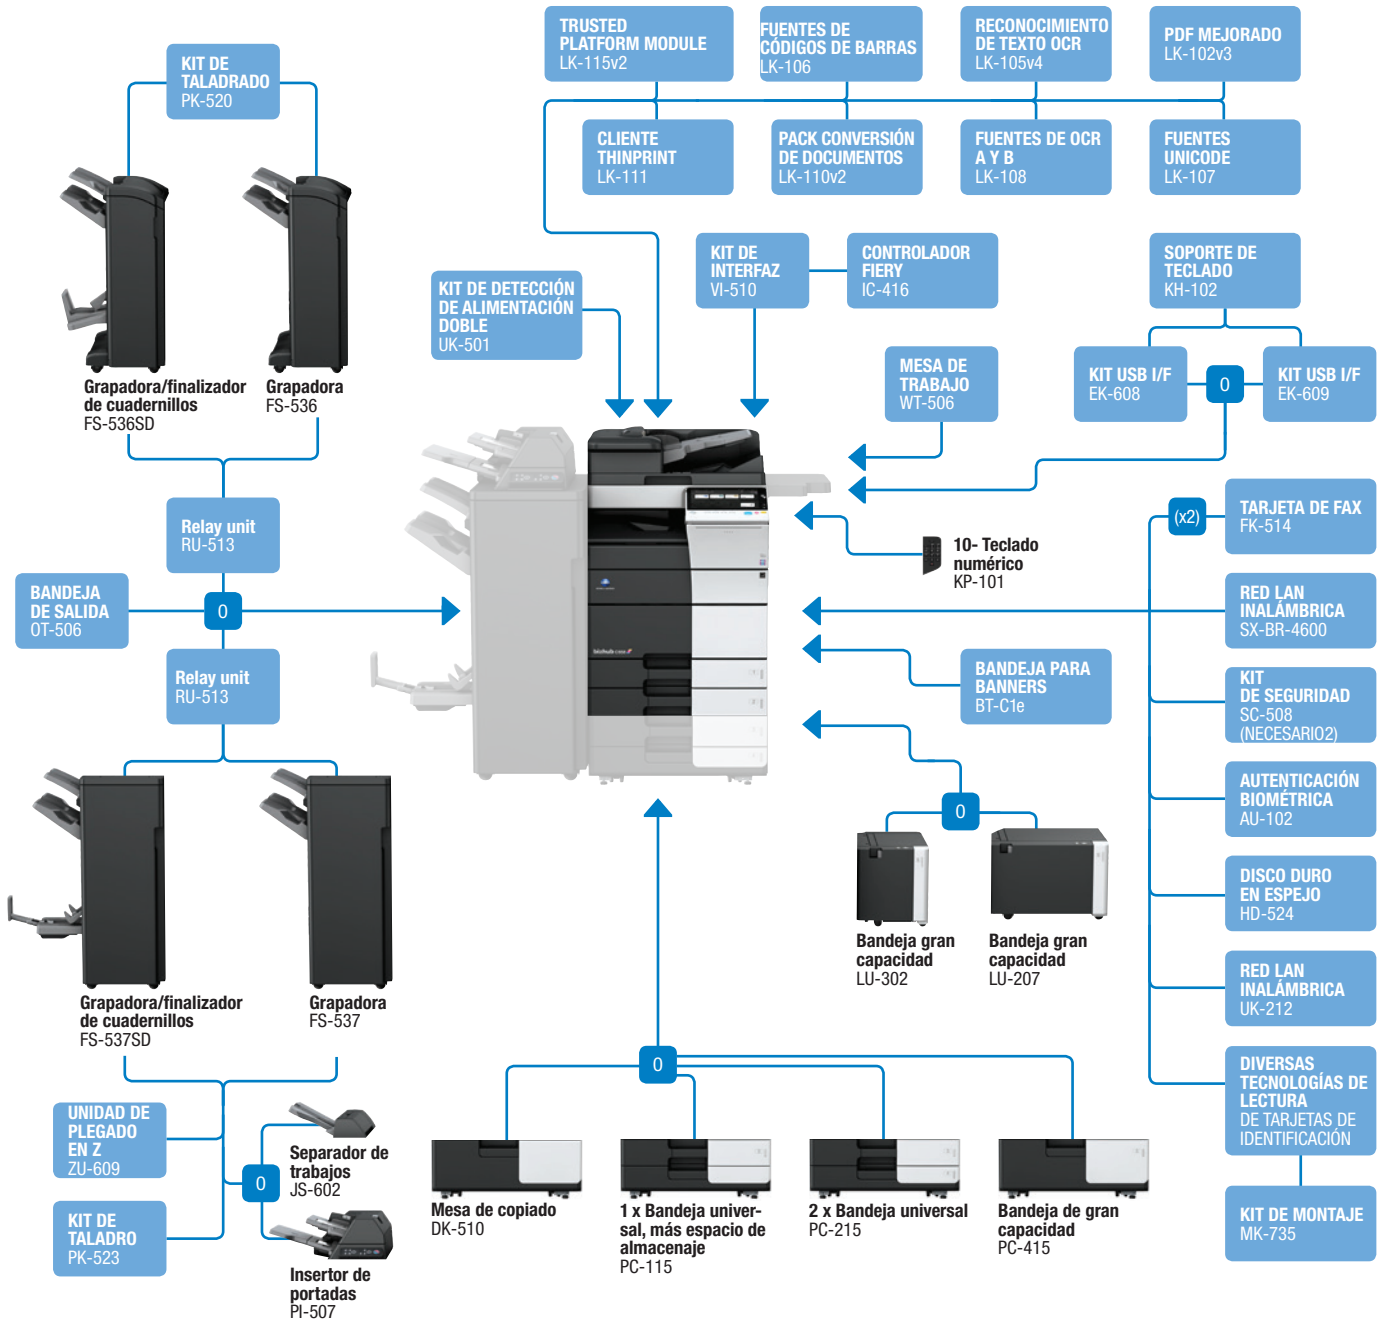 TRUSTED
PLATFORM MODULE
LK-115v2
FUENTES DE
CÓDIGOS DE BARRAS
LK-106
RECONOCIMIENTO
DE TEXTO OCR
LK-105v4
PDF MEJORADO
LK-102v3
KIT DE
TALADRADO
PK-520
CLIENTE
THINPRINT
LK-111
PACK CONVERSIÓN
DE DOCUMENTOS
LK-110v2
FUENTES DE OCR
A Y B
LK-108
FUENTES
UNICODE
LK-107
KIT DE
INTERFAZ
VI-510
CONTROLADOR
FIERY
IC-416
SOPORTE DE
TECLADO
KH-102
KIT DE DETECCIÓN
DE ALIMENTACIÓN
DOBLE
UK-501
MESA DE
TRABAJO
WT-506
KIT USB I/F
EK-608
O
KIT USB I/F
EK-609
Grapadora/finalizador
de cuadernillos
FS-536SD
Grapadora
FS-536
Relay unit
RU-513
(x2)
TARJETA DE FAX
FK-514
10- Teclado
numérico
KP-101
BANDEJA
DE SALIDA
OT-506
O
RED LAN
INALÁMBRICA
SX-BR-4600
bizhub
Relay unit
RU-513
BANDEJA PARA
BANNERS
BT-C1e
KIT
DE SEGURIDAD
SC-508
(NECESARIO2)
AUTENTICACIÓN
BIOMÉTRICA
AU-102
O
DISCO DURO
EN ESPEJO
HD-524
Bandeja gran
capacidad
LU-302
Bandeja gran
capacidad
LU-207
RED LAN
INALÁMBRICA
UK-212
Grapadora/finalizador
de cuadernillos
FS-537SD
Grapadora
FS-537
O
DIVERSAS
TECNOLOGÍAS DE
LECTURA
DE TARJETAS DE
IDENTIFICACIÓN
UNIDAD DE
PLEGADO
EN Z
ZU-609
Separador de
trabajos
JS-602
O
KIT DE
TALADRO
PK-523
Insertor de
portadas
PI-507
Mesa de copiado
DK-510
1 x Bandeja univer-
sal, más espacio de
almacenaje
PC-115
2 x Bandeja universal
PC-215
Bandeja de gran
capacidad
PC-415
KIT DE MONTAJE
MK-735